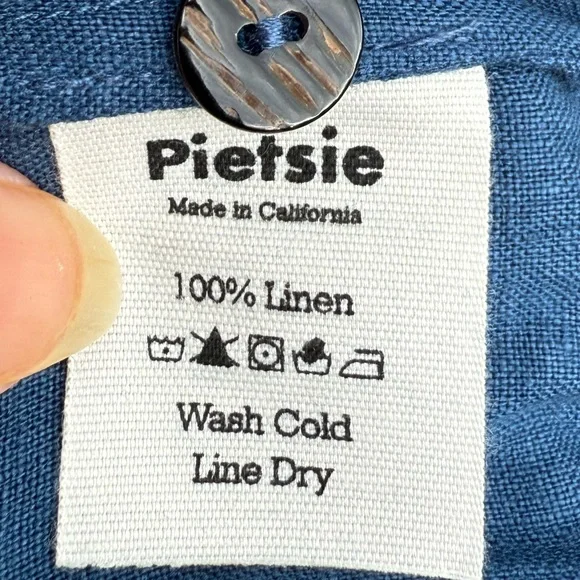 Pietsie
Made in California
100% Linen
Wash Cold
Line Dry